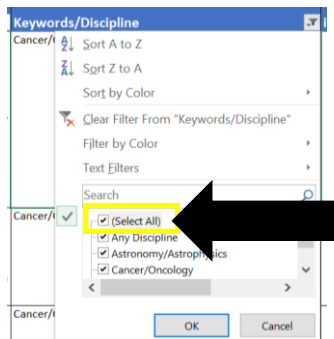 Keywords/Discipline
Cancer/
Sort A to Z
Sort Z to A
Sort by Color
Clear Filter From "Keywords/Discipline"
Filter by Color
Text Filters
Search
Cancer/
(Select All)
Any Discipline
Astronomy/Astrophysics
Cancer/Oncology
Cancer/
OK Cancel